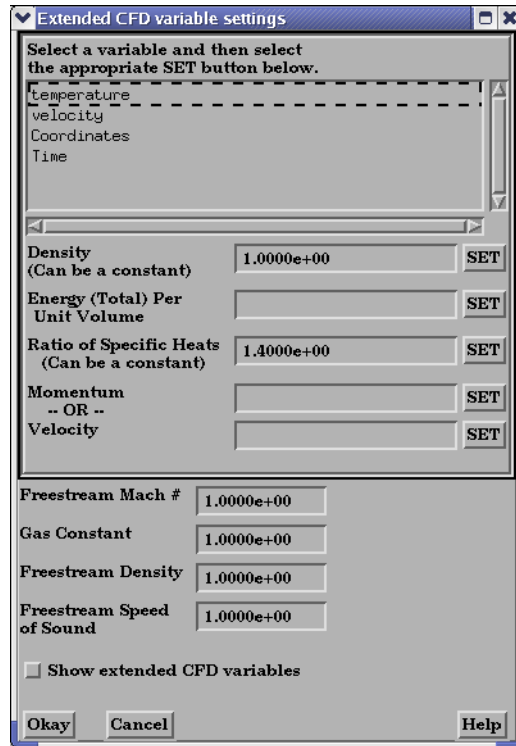 Extended CFD variable settings
Select a variable and then select
the appropriate SET button below.
temperature
velocity
Coordinates
Time
Density
(Can be a constant)
1.0000e+00
SET
Energy (Total) Per
Unit Volume
SET
Ratio of Specific Heats
(Can be a constant)
1.4000e+00
SET
Momentum
-- OR --
SET
Velocity
SET
Freestream Mach #
1.0000e+00
Gas Constant
1.0000e+00
Freestream Density
1.0000e+00
Freestream Speed
of Sound
1.0000e+00
Show extended CFD variables
Okay
Cancel
Help